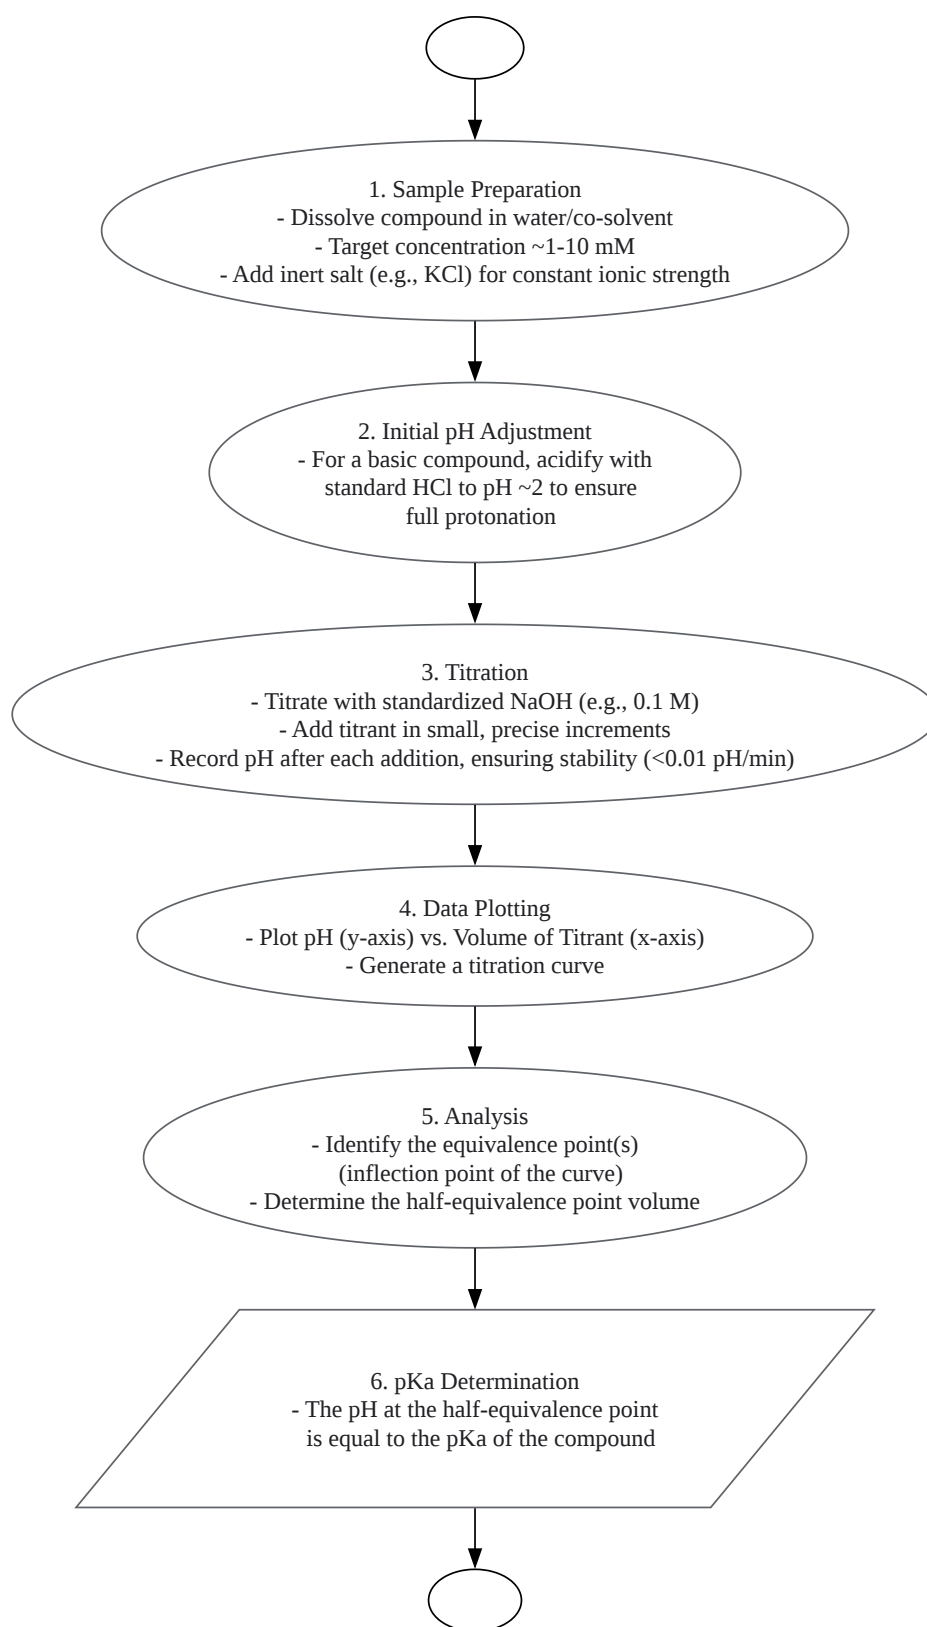 1. Sample Preparation
- Dissolve compound in water/co-solvent
- Target concentration ~1-10 mM
- Add inert salt (e.g., KCl) for constant ionic strength
2. Initial pH Adjustment
- For a basic compound, acidify with
standard HCl to pH ~2 to ensure
full protonation
3. Titration
- Titrate with standardized NaOH (e.g., 0.1 M)
- Add titrant in small, precise increments
- Record pH after each addition, ensuring stability (<0.01 pH/min)
4. Data Plotting
- Plot pH (y-axis) vs. Volume of Titrant (x-axis)
- Generate a titration curve
5. Analysis
- Identify the equivalence point(s)
(inflection point of the curve)
- Determine the half-equivalence point volume
6. pKa Determination
- The pH at the half-equivalence point
is equal to the pKa of the compound